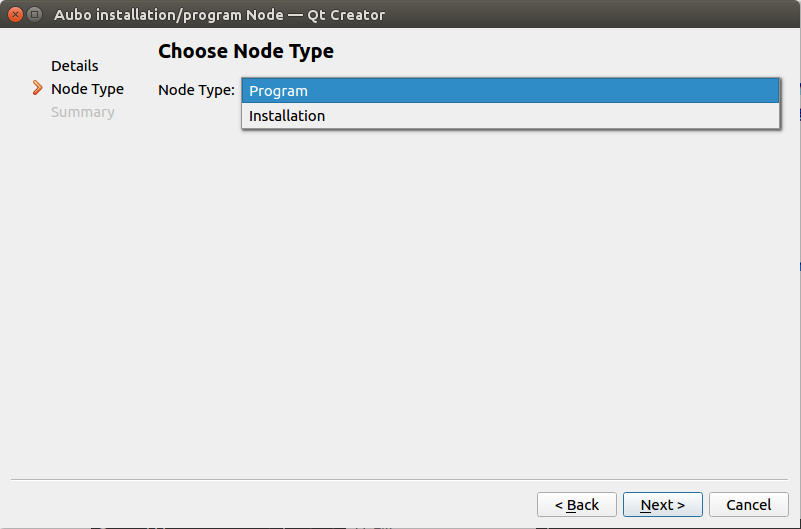 Aubo installation/program Node — Qt Creator
Choose Node Type
Details
Node Type
Summary
Node Type:
Program
Installation
< Back
Next >
Cancel